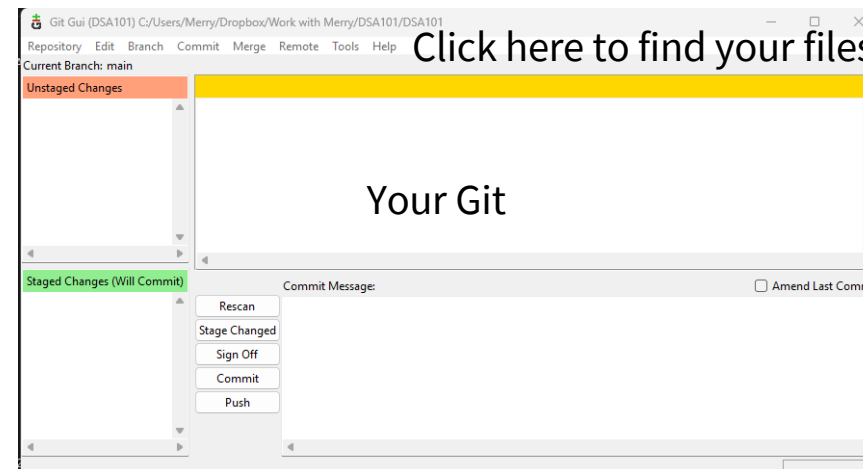 Git Gui (DSA101) C:/Users/Merry/Dropbox/Work with Merry/DSA101/DSA101
Repository Edit Branch Commit Merge Remote Tools Help
Click here to find your files
Current Branch: main
Unstaged Changes
Your Git
Staged Changes (Will Commit)
Commit Message:
Amend Last Comm
Rescan
Stage Changed
Sign Off
Commit
Push